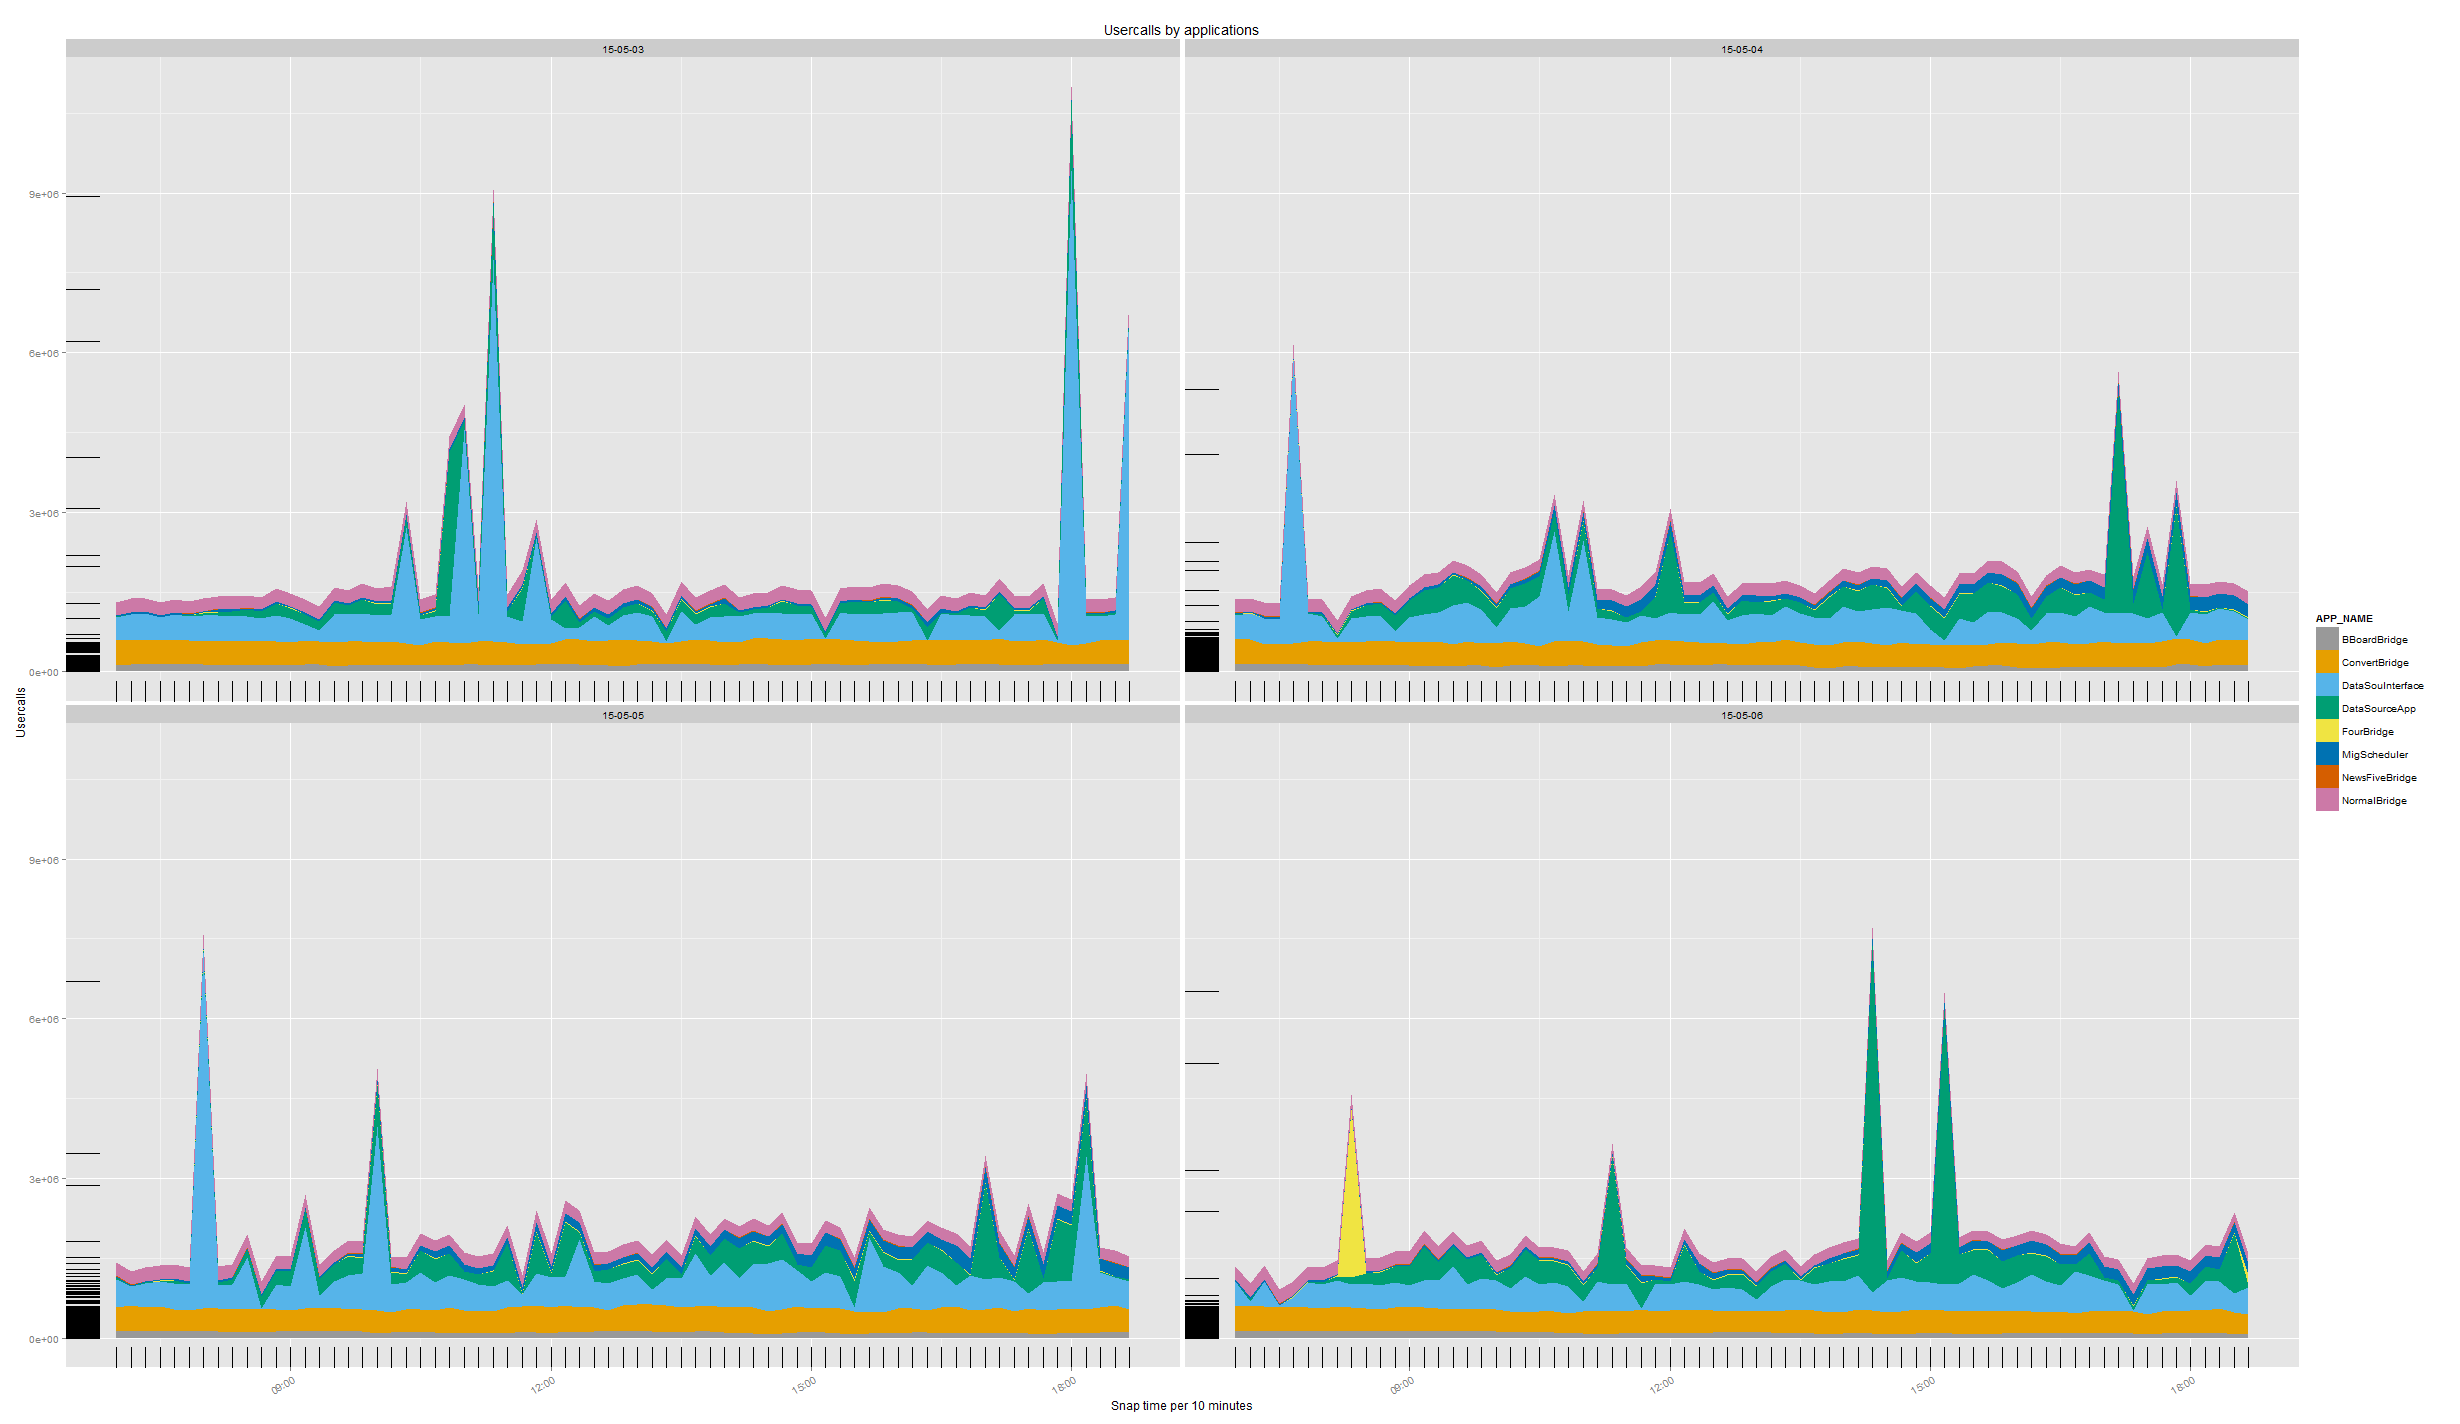 Usercalls by applications
15-05-03
15-05-04
9e+06
6e+06
3e+06
0e+00
15-05-05
15-05-06
9e+06
6e+06
3e+06
0e+00
09:00
12:00
15:00
18:00
09:00
12:00
15:00
18:00
Snap time per 10 minutes
Usercalls
APP_NAME
BBoardBridge
ConvertBridge
DataSouInterface
DataSourceApp
FourBridge
MigScheduler
NewsFiveBridge
NormalBridge